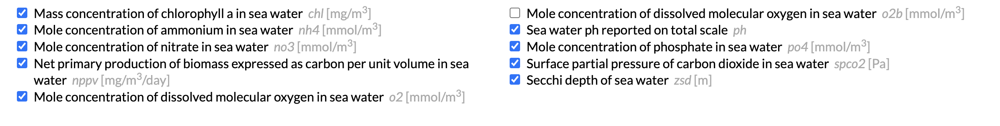 Mass concentration of chlorophyll a in sea water chl [mg/m³]
Mole concentration of ammonium in sea water nh4 [mmol/m³]
Mole concentration of nitrate in sea water no3 [mmol/m³]
Net primary production of biomass expressed as carbon per unit volume in sea
water nppv [mg/m³/day]
Mole concentration of dissolved molecular oxygen in sea water o2 [mmol/m³]
Mole concentration of dissolved molecular oxygen in sea water o2b [mmol/m³]
Sea water ph reported on total scale ph
Mole concentration of phosphate in sea water po4 [mmol/m³]
Surface partial pressure of carbon dioxide in sea water spco2 [Pa]
Secchi depth of sea water zsd [m]